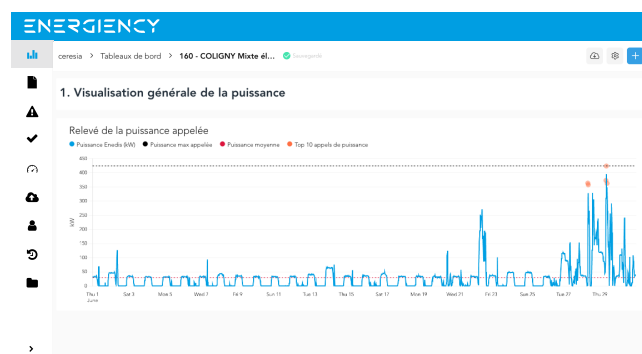 ENERGIENCY
ceresia > Tableaux de bord > 160 - COLIGNY Mixte él... Sauvegardé
1. Visualisation générale de la puissance
Relevé de la puissance appelée
Puissance Enedis (kW) Puissance max appelée Puissance moyenne Top 10 appels de puissance
450
400
350
300
250
200
150
100
50
0
kW
Thu 1 Sat 3 Mon 5 Wed 7 Fri 9 Sun 11 Tue 13 Thu 15 Sat 17 Mon 19 Wed 21 Fri 23 Sun 25 Tue 27 Thu 29
June